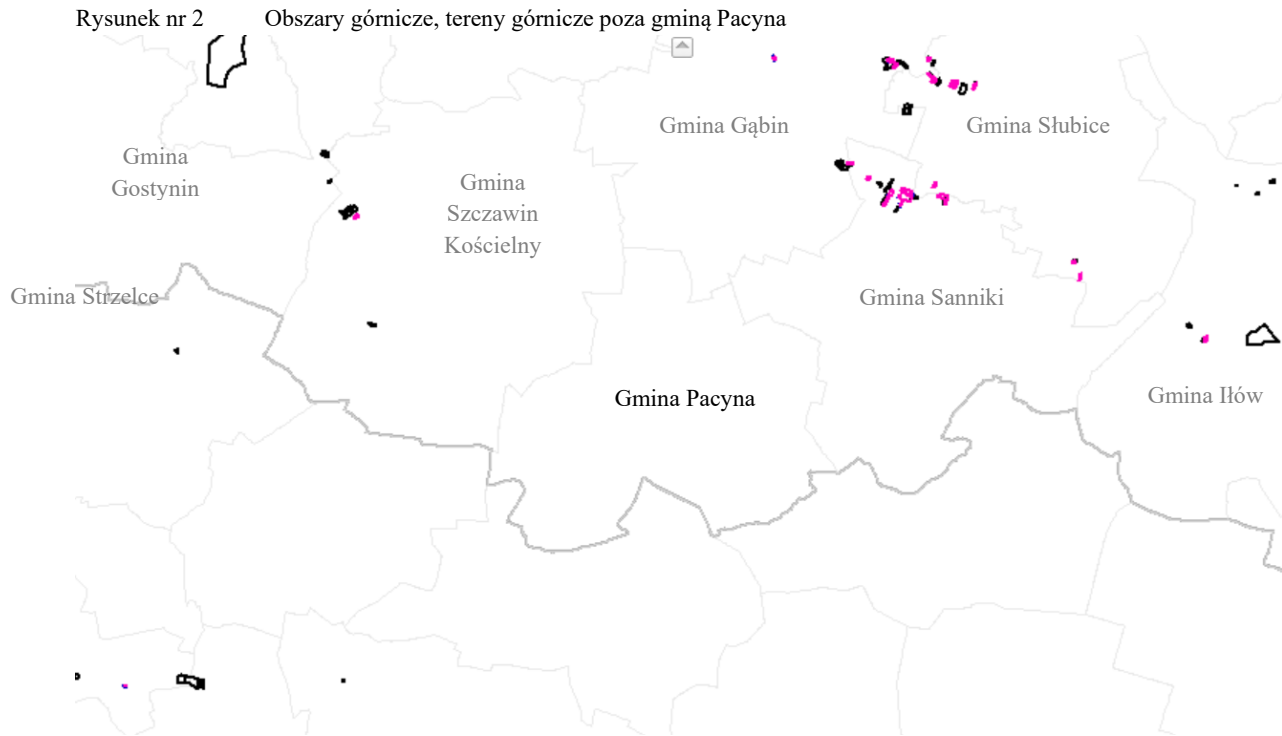 Rysunek nr 2 Obszary górnicze, tereny górnicze poza gminą Pacyna
Gmina Gąbin
Gmina Słubice
Gmina
Gostynin
Gmina
Szczawin
Kościelny
Gmina Strzelce
Gmina Sanniki
Gmina Pacyna
Gmina Iłów